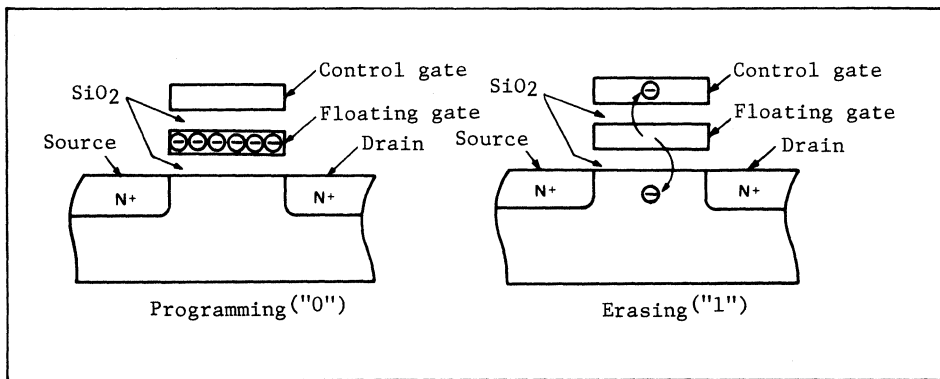 Control gate
SiO2
Floating gate
Source
Drain
N+
N+
Programming ("0")
Control gate
SiO2
Floating gate
Source
Drain
N+
N+
Erasing ("1")